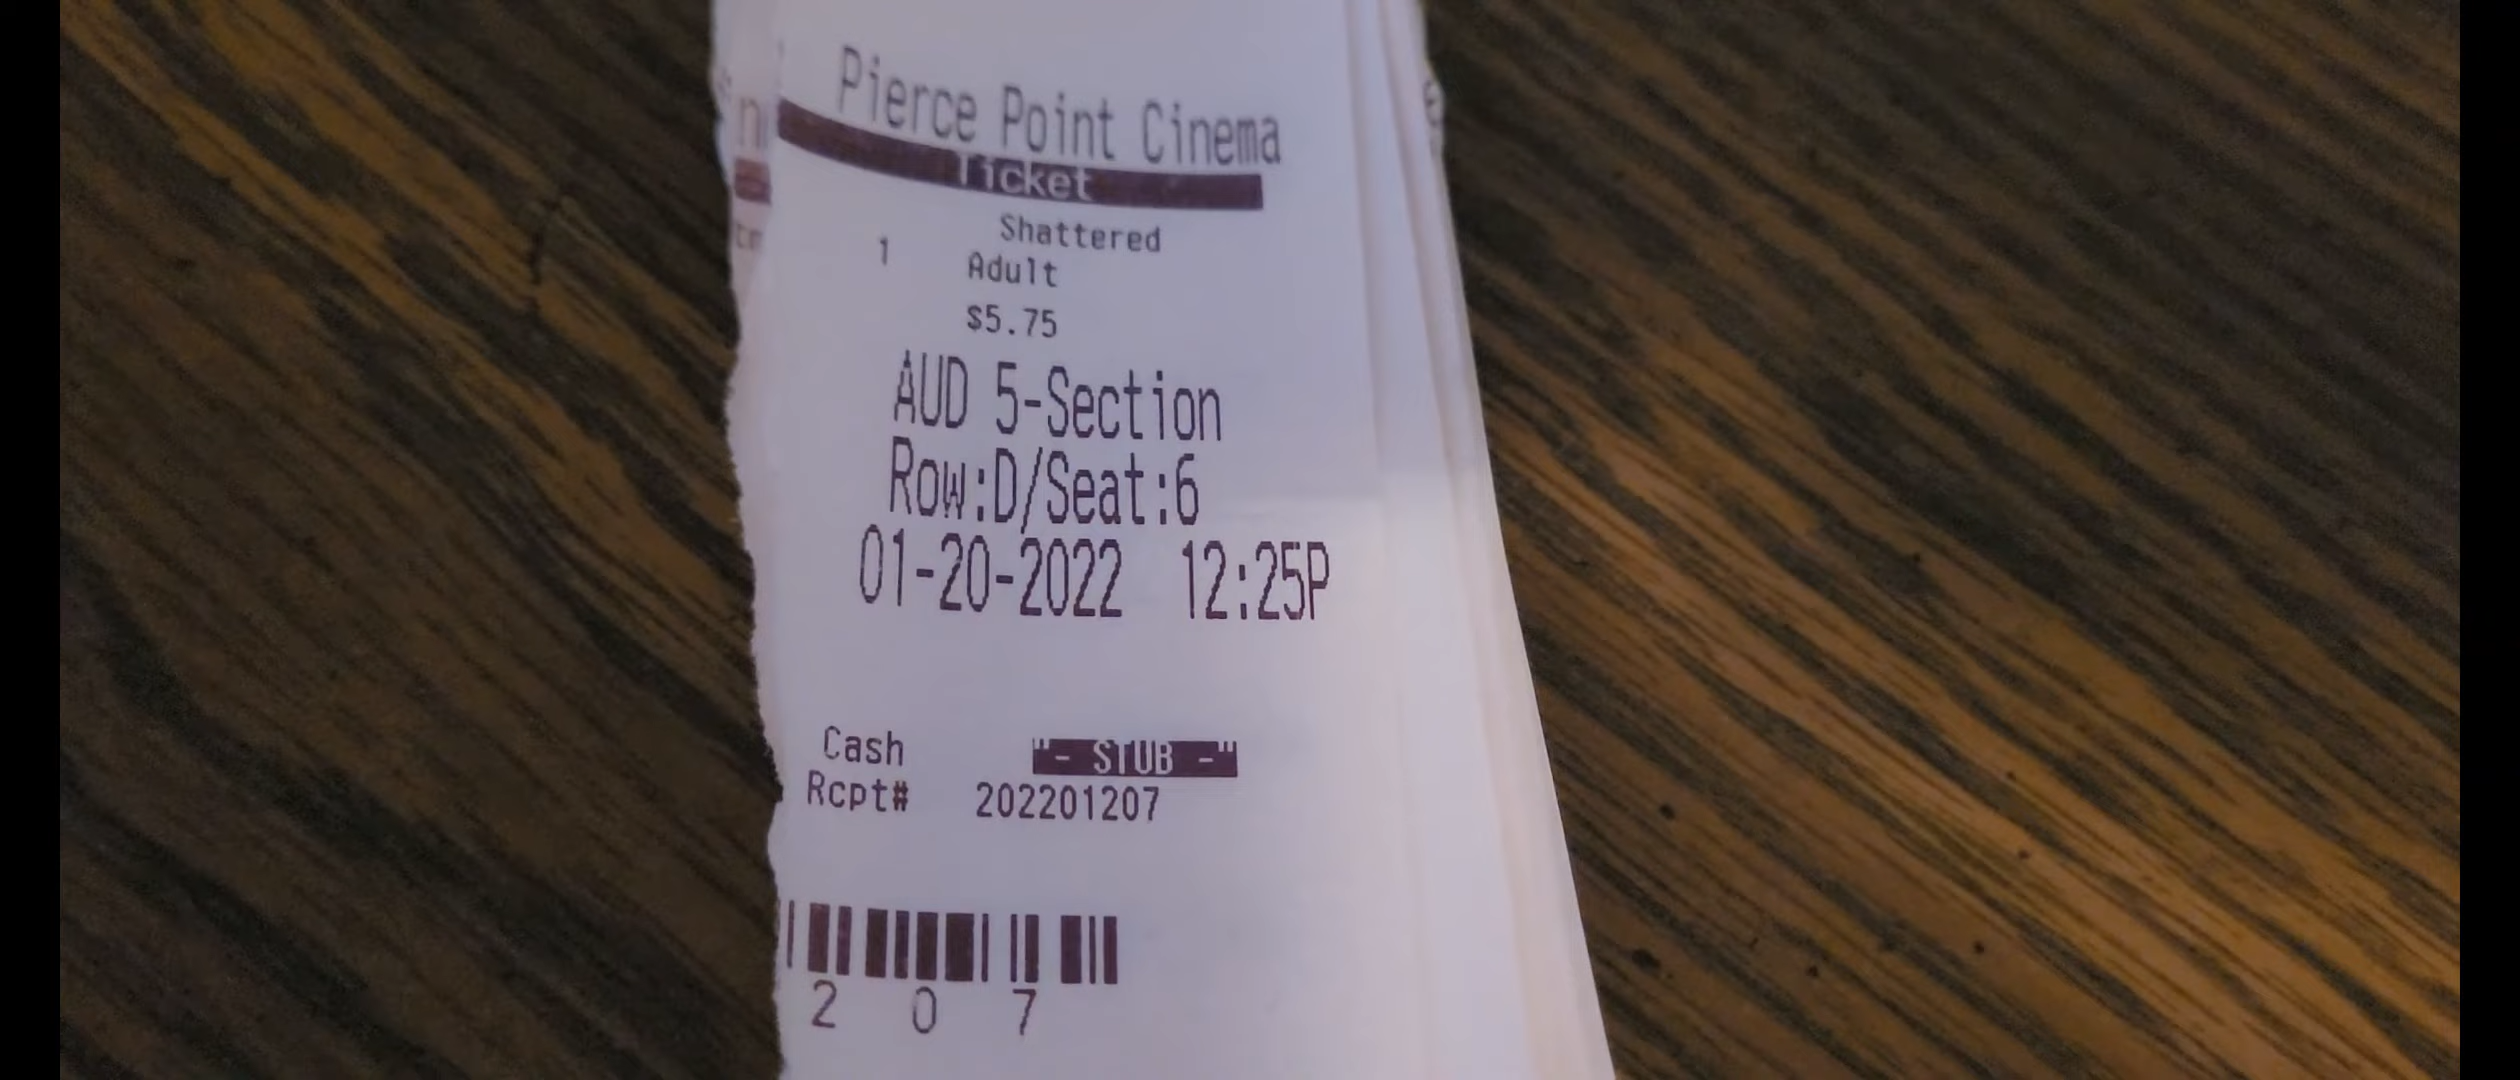 Pierce Point Cinema
Ticket
Shattered
1 Adult
$5.75
AUD 5-Section
Row:D/Seat:6
01-20-2022 12:25P
Cash "- STUB -"
Rcpt# 202201207
2 0 7